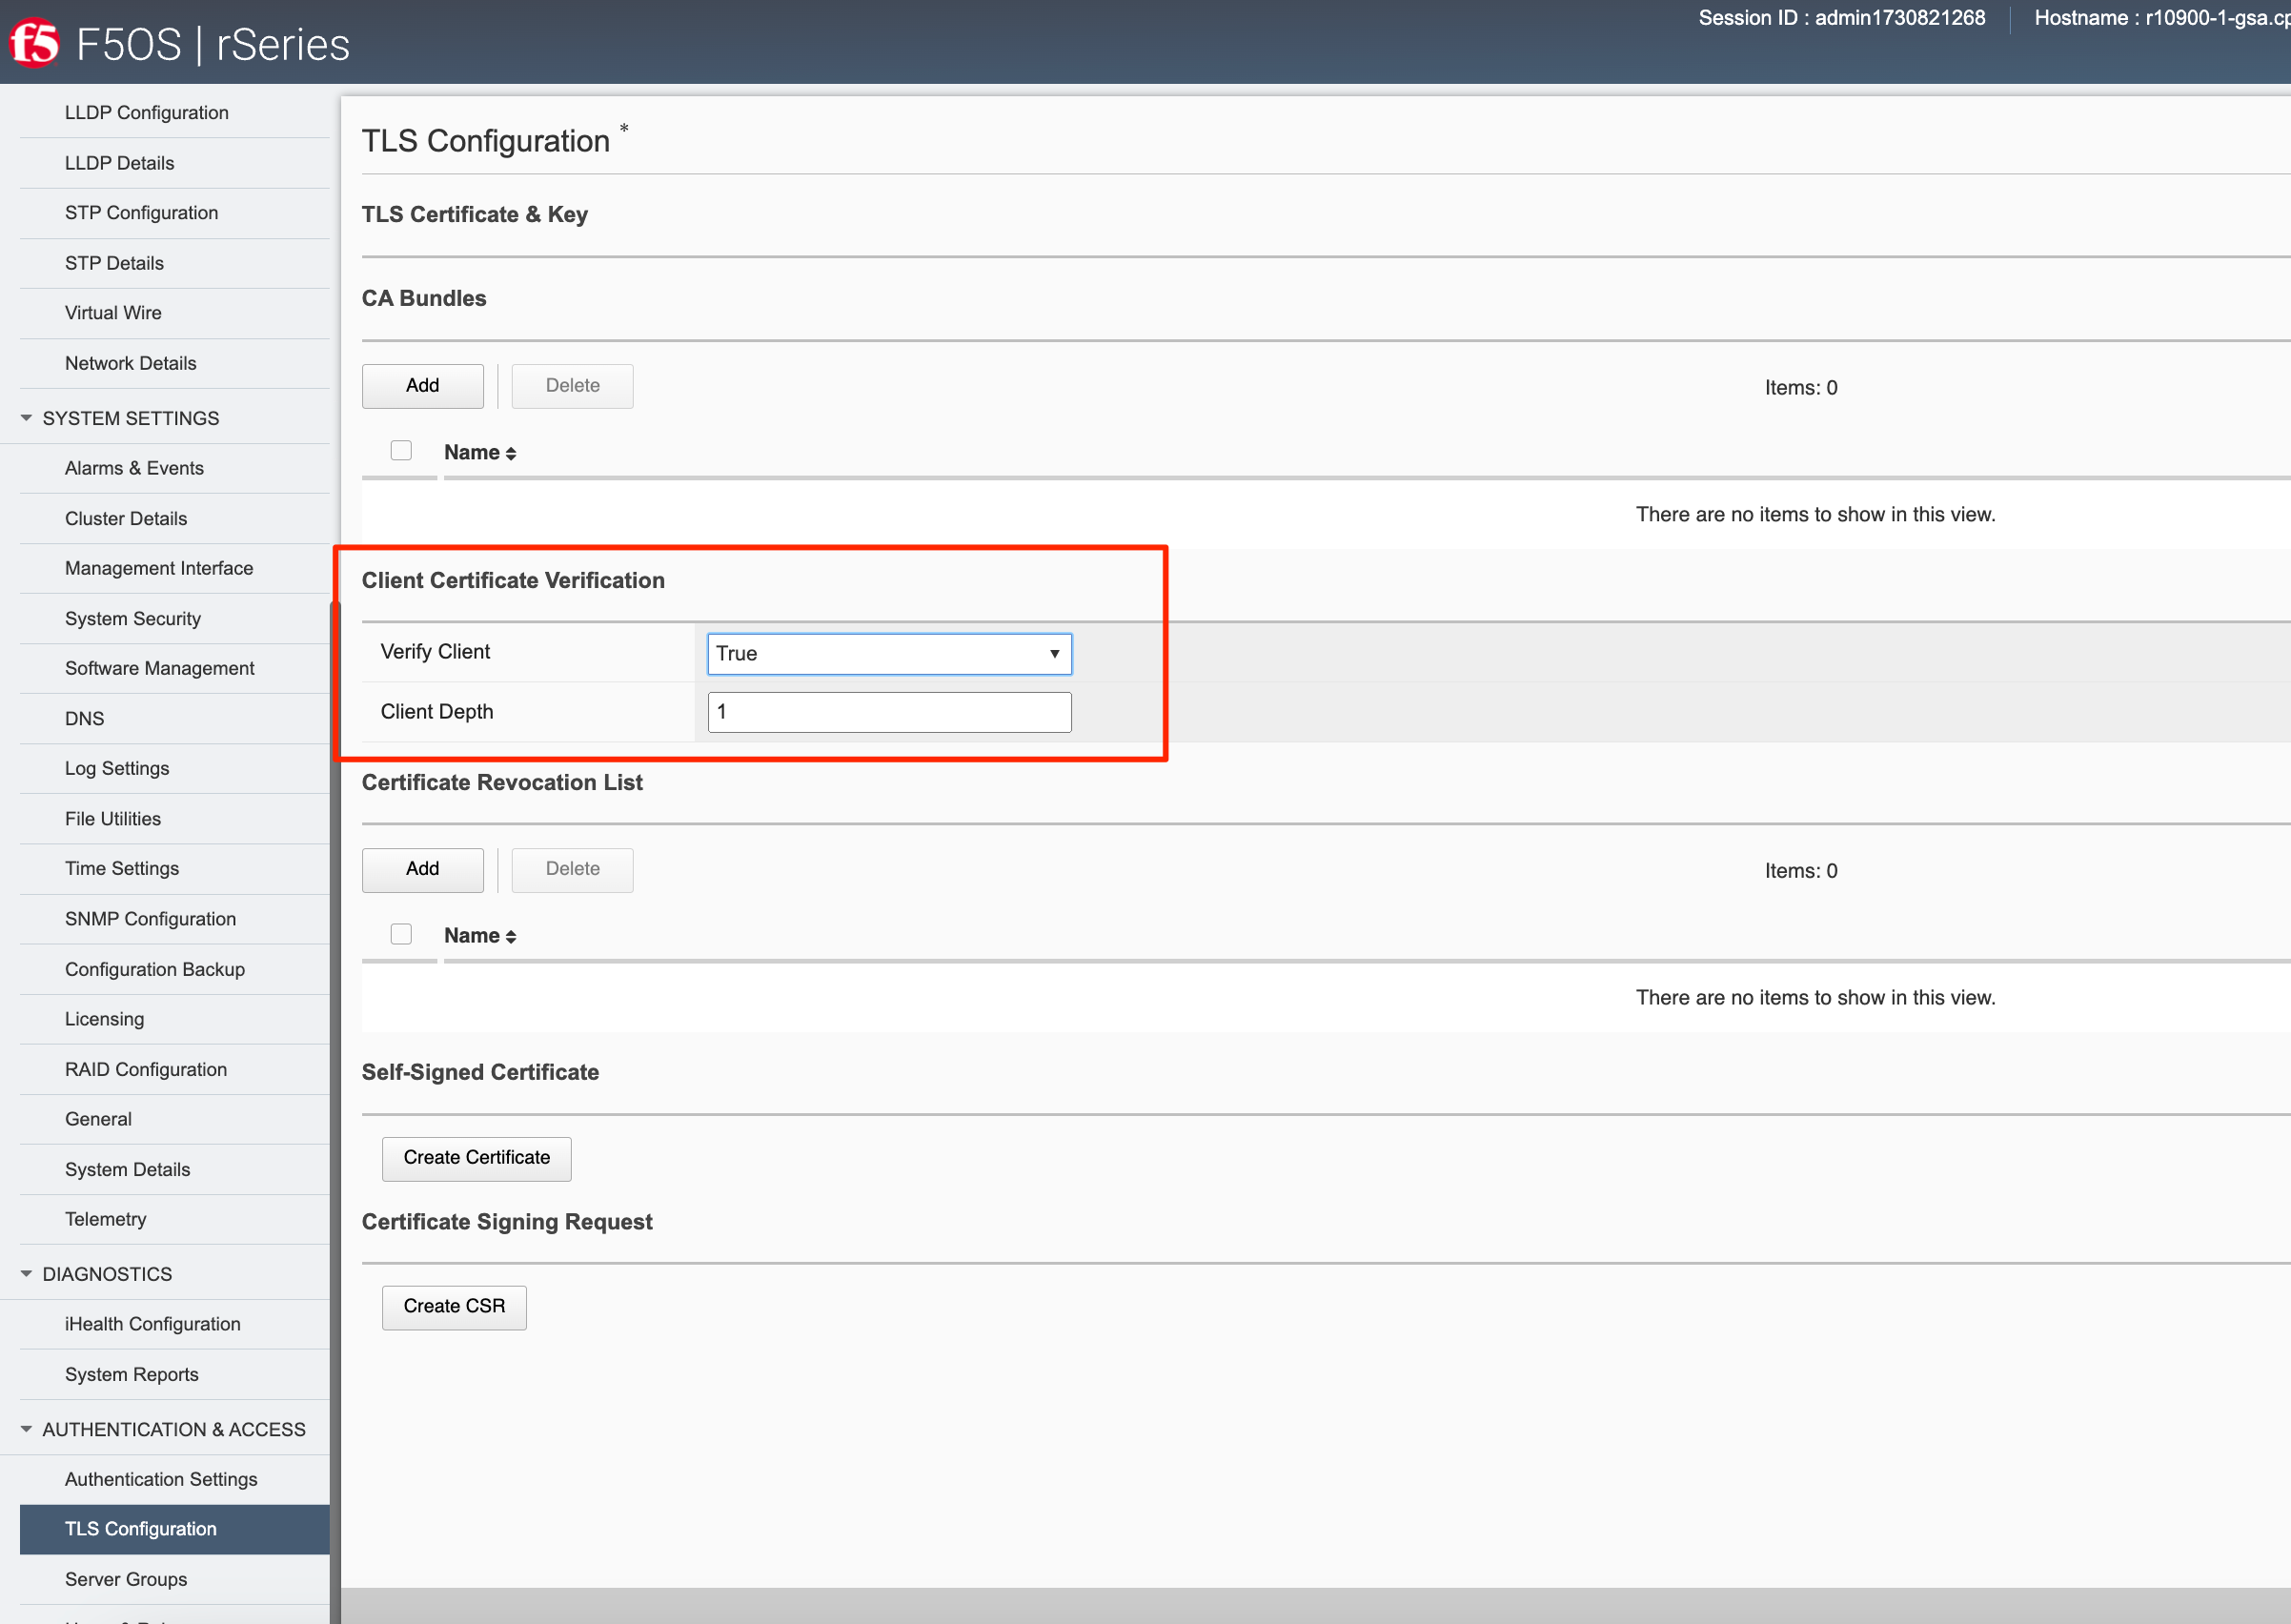 f5 F5OS | rSeries
Session ID : admin1730821268
Hostname : r10900-1-gsa.cp
LLDP Configuration
LLDP Details
STP Configuration
STP Details
Virtual Wire
Network Details
SYSTEM SETTINGS
Alarms & Events
Cluster Details
Management Interface
System Security
Software Management
DNS
Log Settings
File Utilities
Time Settings
SNMP Configuration
Configuration Backup
Licensing
RAID Configuration
General
System Details
Telemetry
DIAGNOSTICS
iHealth Configuration
System Reports
AUTHENTICATION & ACCESS
Authentication Settings
TLS Configuration
Server Groups
TLS Configuration *
TLS Certificate & Key
CA Bundles
Add Delete Items: 0
Name
There are no items to show in this view.
Client Certificate Verification
Verify Client True
Client Depth 1
Certificate Revocation List
Add Delete Items: 0
Name
There are no items to show in this view.
Self-Signed Certificate
Create Certificate
Certificate Signing Request
Create CSR